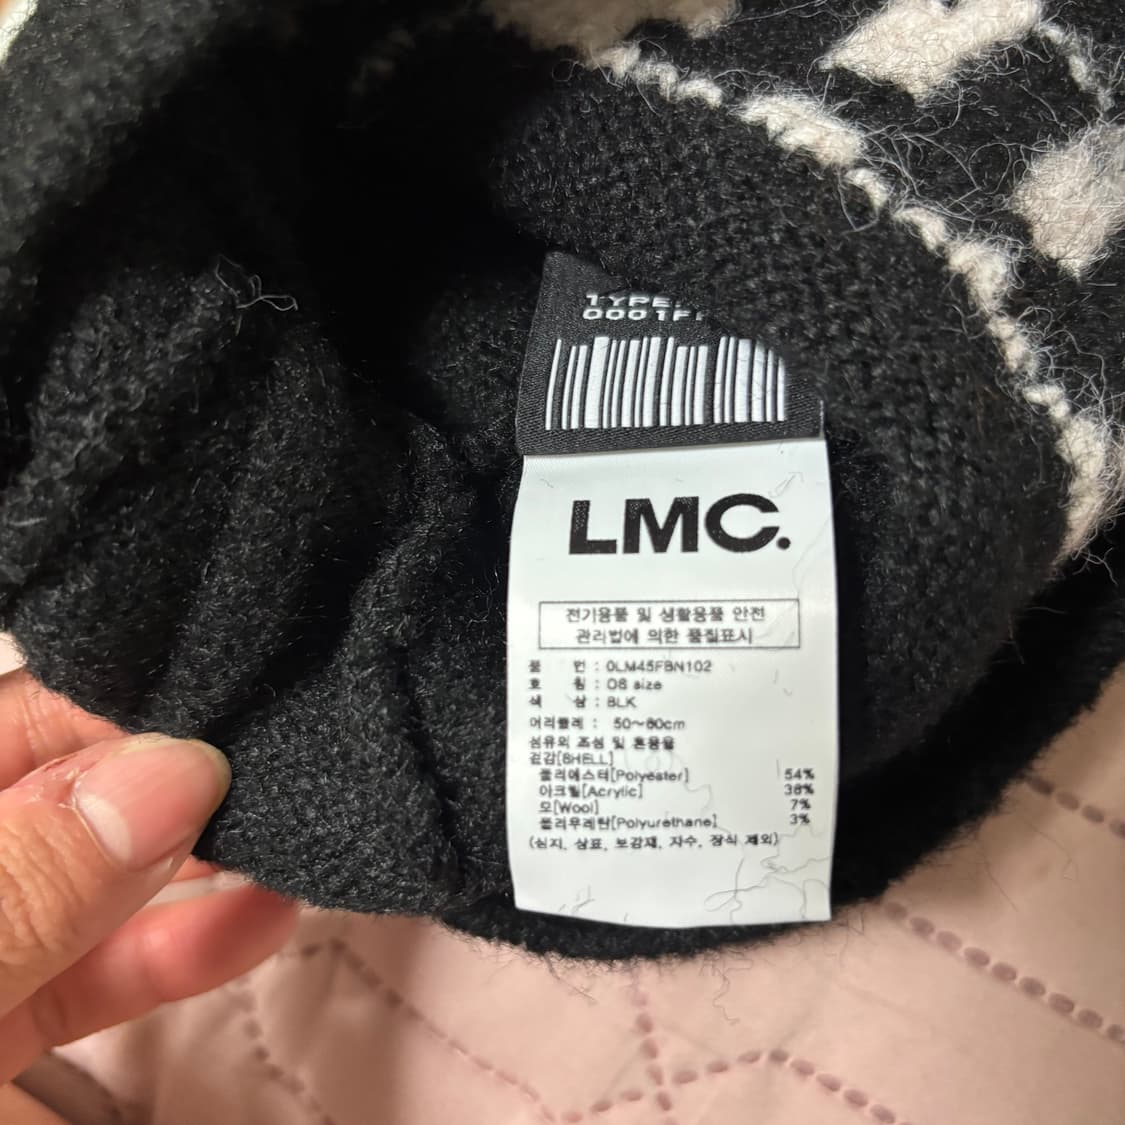 TYPE
0001F
LMC.
전기용품 및 생활용품 안전
관리법에 의한 품질표시
품 번 : 0LM45FBN102
호 칭 : OS size
색 상 : BLK
머리둘레 : 50~60cm
섬유의 조성 및 혼용율
겉감[SHELL]
폴리에스터[Polyester] 54%
아크릴[Acrylic] 36%
모[Wool] 7%
폴리우레탄[Polyurethane] 3%
(심지, 상표, 보강재, 자수, 장식 제외)